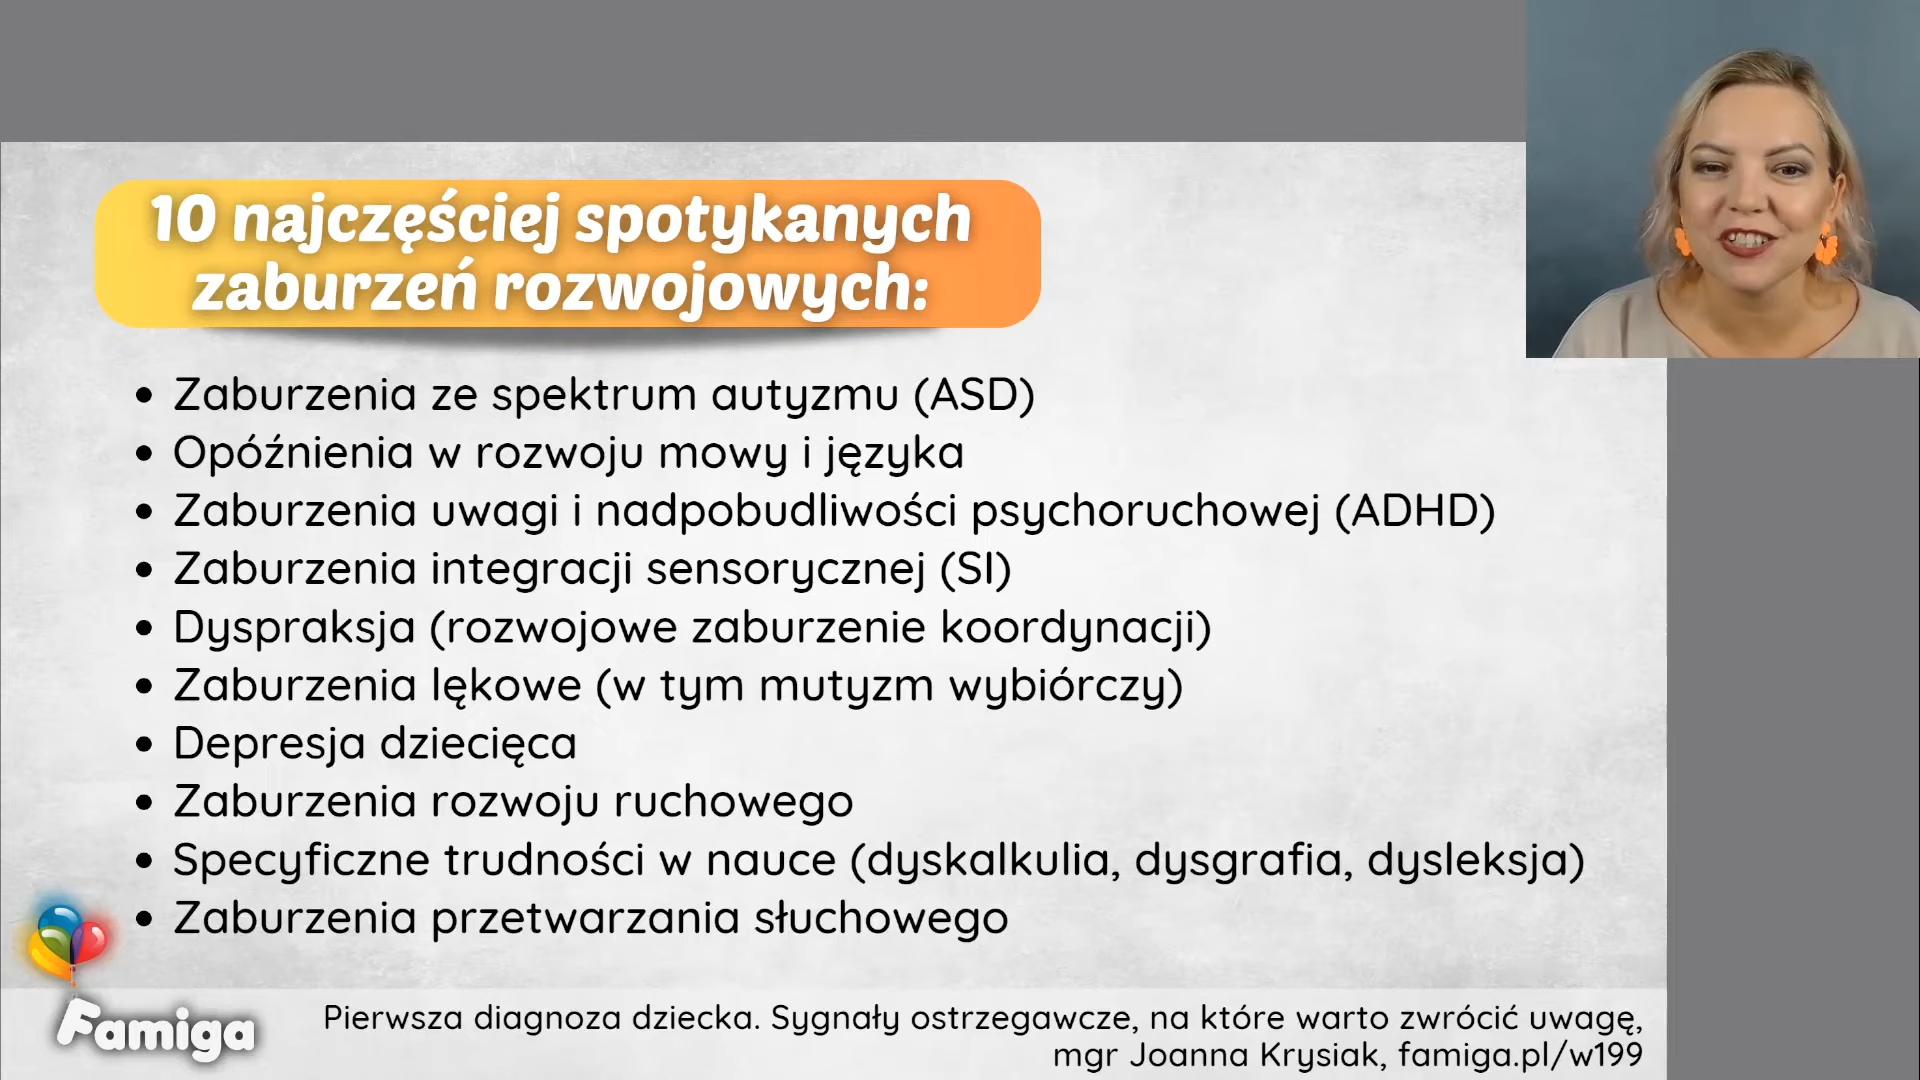 10 najczęściej spotykanych
zaburzeń rozwojowych:
• Zaburzenia ze spektrum autyzmu (ASD)
• Opóźnienia w rozwoju mowy i języka
• Zaburzenia uwagi i nadpobudliwości psychoruchowej (ADHD)
• Zaburzenia integracji sensorycznej (SI)
• Dyspraksja (rozwojowe zaburzenie koordynacji)
• Zaburzenia lękowe (w tym mutyzm wybiórczy)
• Depresja dziecięca
• Zaburzenia rozwoju ruchowego
• Specyficzne trudności w nauce (dyskalkulia, dysgrafia, dysleksja)
• Zaburzenia przetwarzania słuchowego
Famiga
Pierwsza diagnoza dziecka. Sygnały ostrzegawcze, na które warto zwrócić uwagę,
mgr Joanna Krysiak, famiga.pl/w199